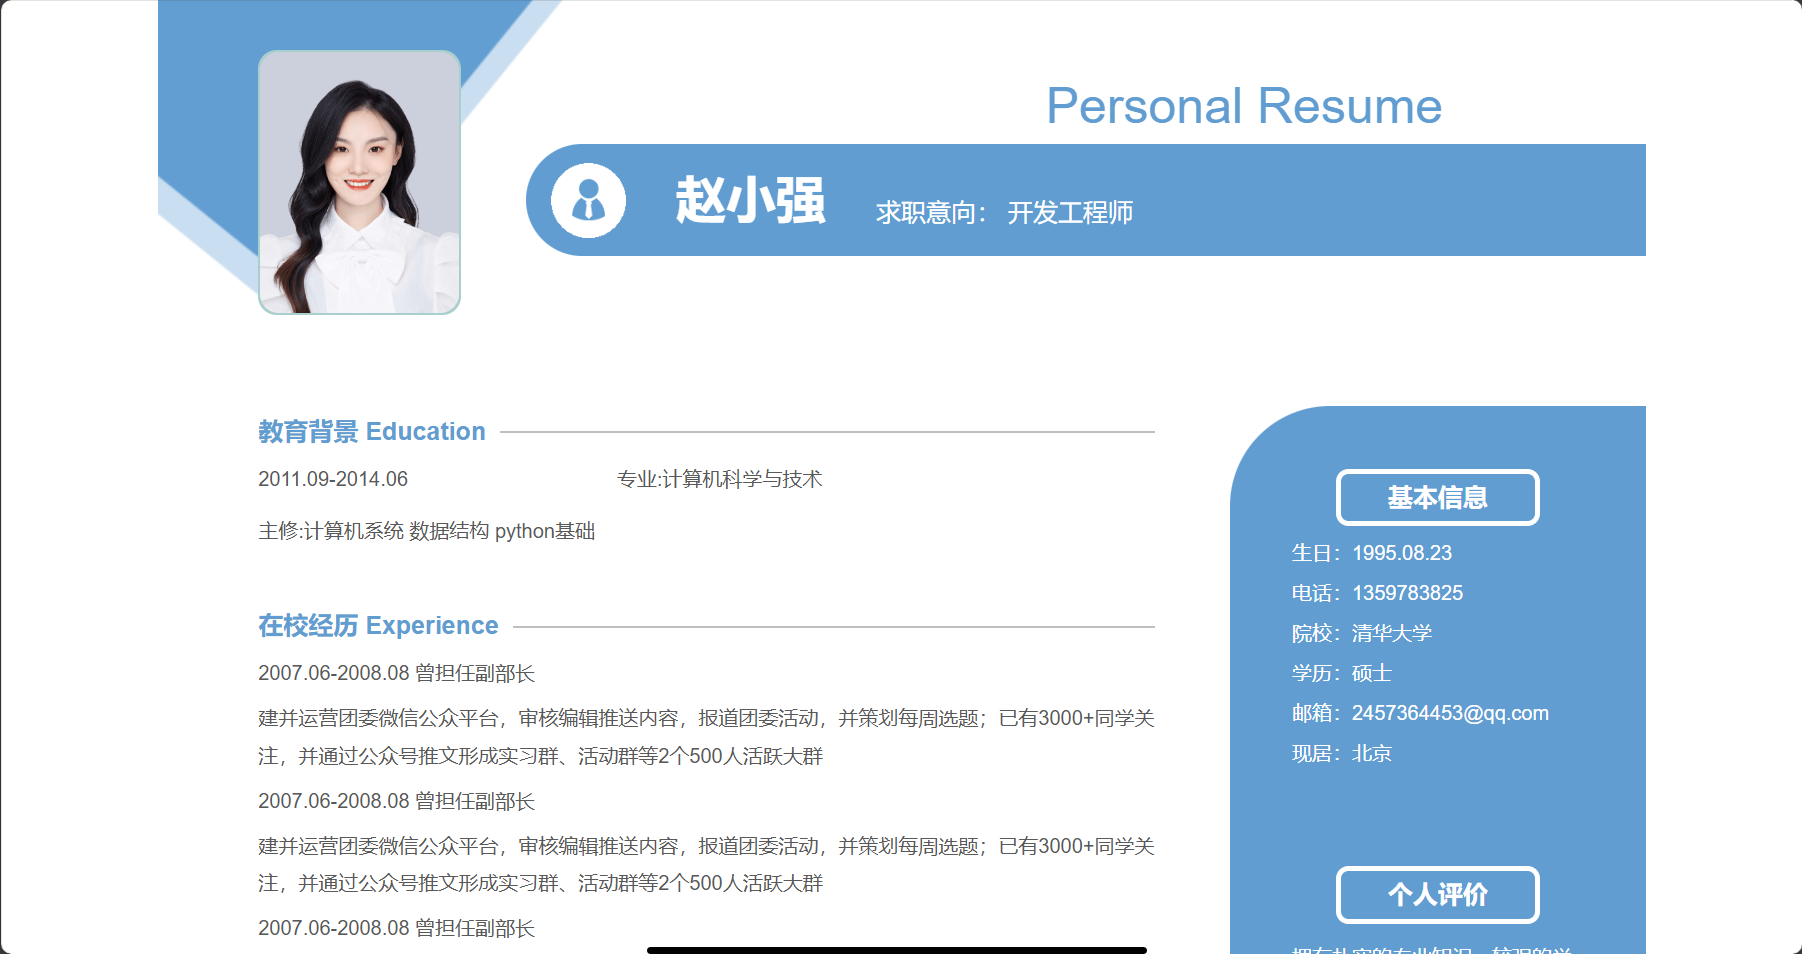 Personal Resume
赵小强 求职意向： 开发工程师
教育背景 Education
2011.09-2014.06 专业:计算机科学与技术
主修:计算机系统 数据结构 python基础
在校经历 Experience
2007.06-2008.08 曾担任副部长
建并运营团委微信公众平台，审核编辑推送内容，报道团委活动，并策划每周选题；已有3000+同学关
注，并通过公众号推文形成实习群、活动群等2个500人活跃大群
2007.06-2008.08 曾担任副部长
建并运营团委微信公众平台，审核编辑推送内容，报道团委活动，并策划每周选题；已有3000+同学关
注，并通过公众号推文形成实习群、活动群等2个500人活跃大群
2007.06-2008.08 曾担任副部长
基本信息
生日：1995.08.23
电话：1359783825
院校：清华大学
学历：硕士
邮箱：2457364453@qq.com
现居：北京
个人评价